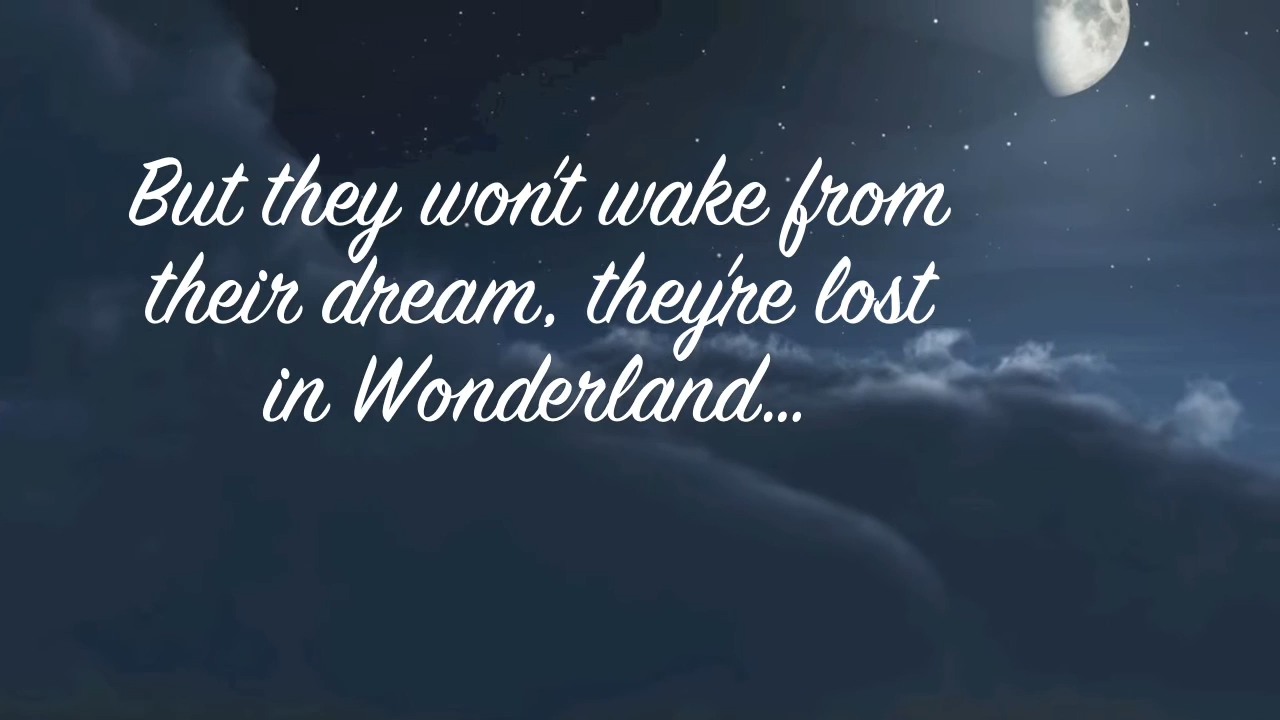 But they won't wake from
their dream, they're lost
in Wonderland...